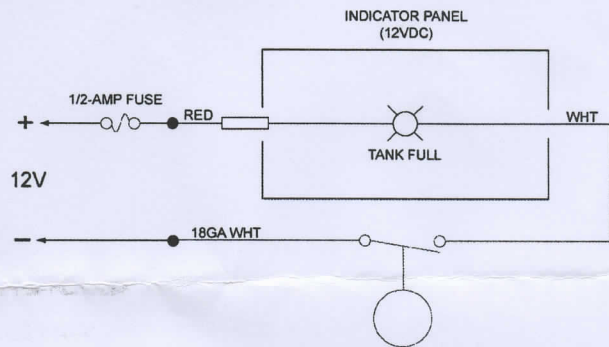 INDICATOR PANEL
(12VDC)
1/2-AMP FUSE
+
RED
WHT
TANK FULL
12V
–
18GA WHT